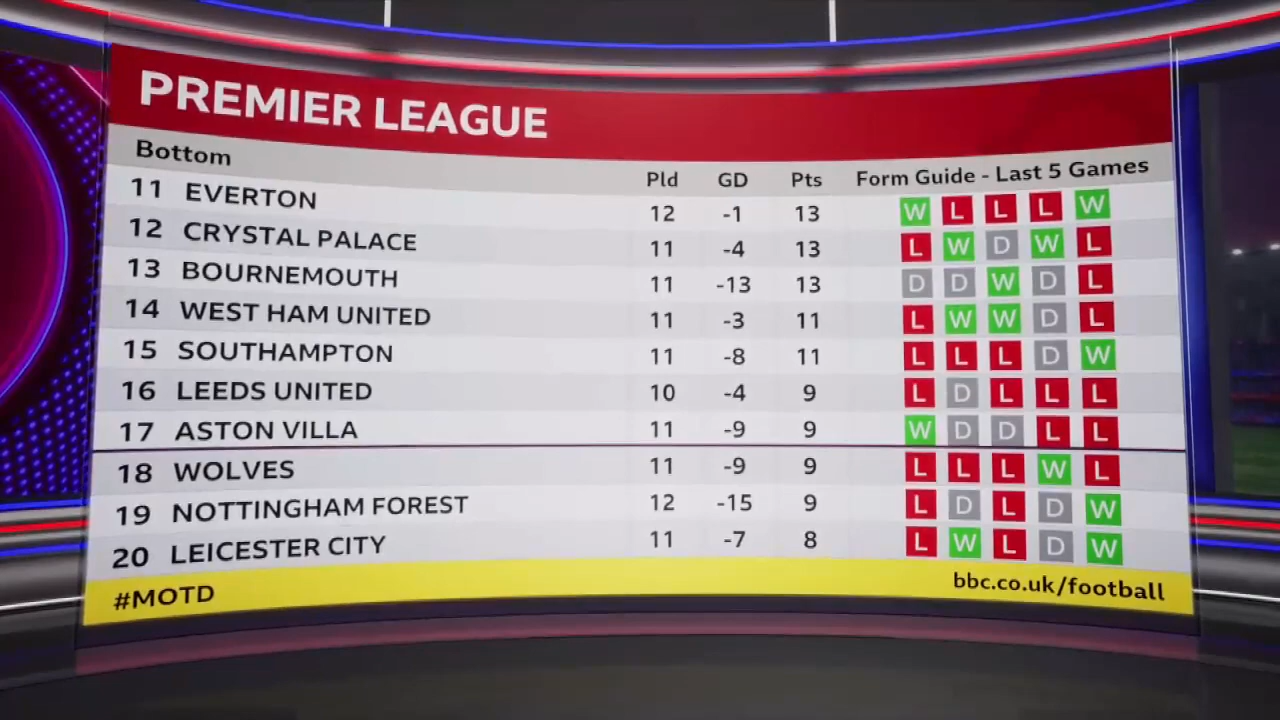 PREMIER LEAGUE
Bottom Pld GD Pts Form Guide - Last 5 Games
11 EVERTON 12 -1 13 W L L L W
12 CRYSTAL PALACE 11 -4 13 L W D W L
13 BOURNEMOUTH 11 -13 13 D D W D L
14 WEST HAM UNITED 11 -3 11 L W W D L
15 SOUTHAMPTON 11 -8 11 L L L D W
16 LEEDS UNITED 10 -4 9 L D L L L
17 ASTON VILLA 11 -9 9 W D D L L
18 WOLVES 11 -9 9 L L L W L
19 NOTTINGHAM FOREST 12 -15 9 L D L D W
20 LEICESTER CITY 11 -7 8 L W L D W
#MOTD bbc.co.uk/football